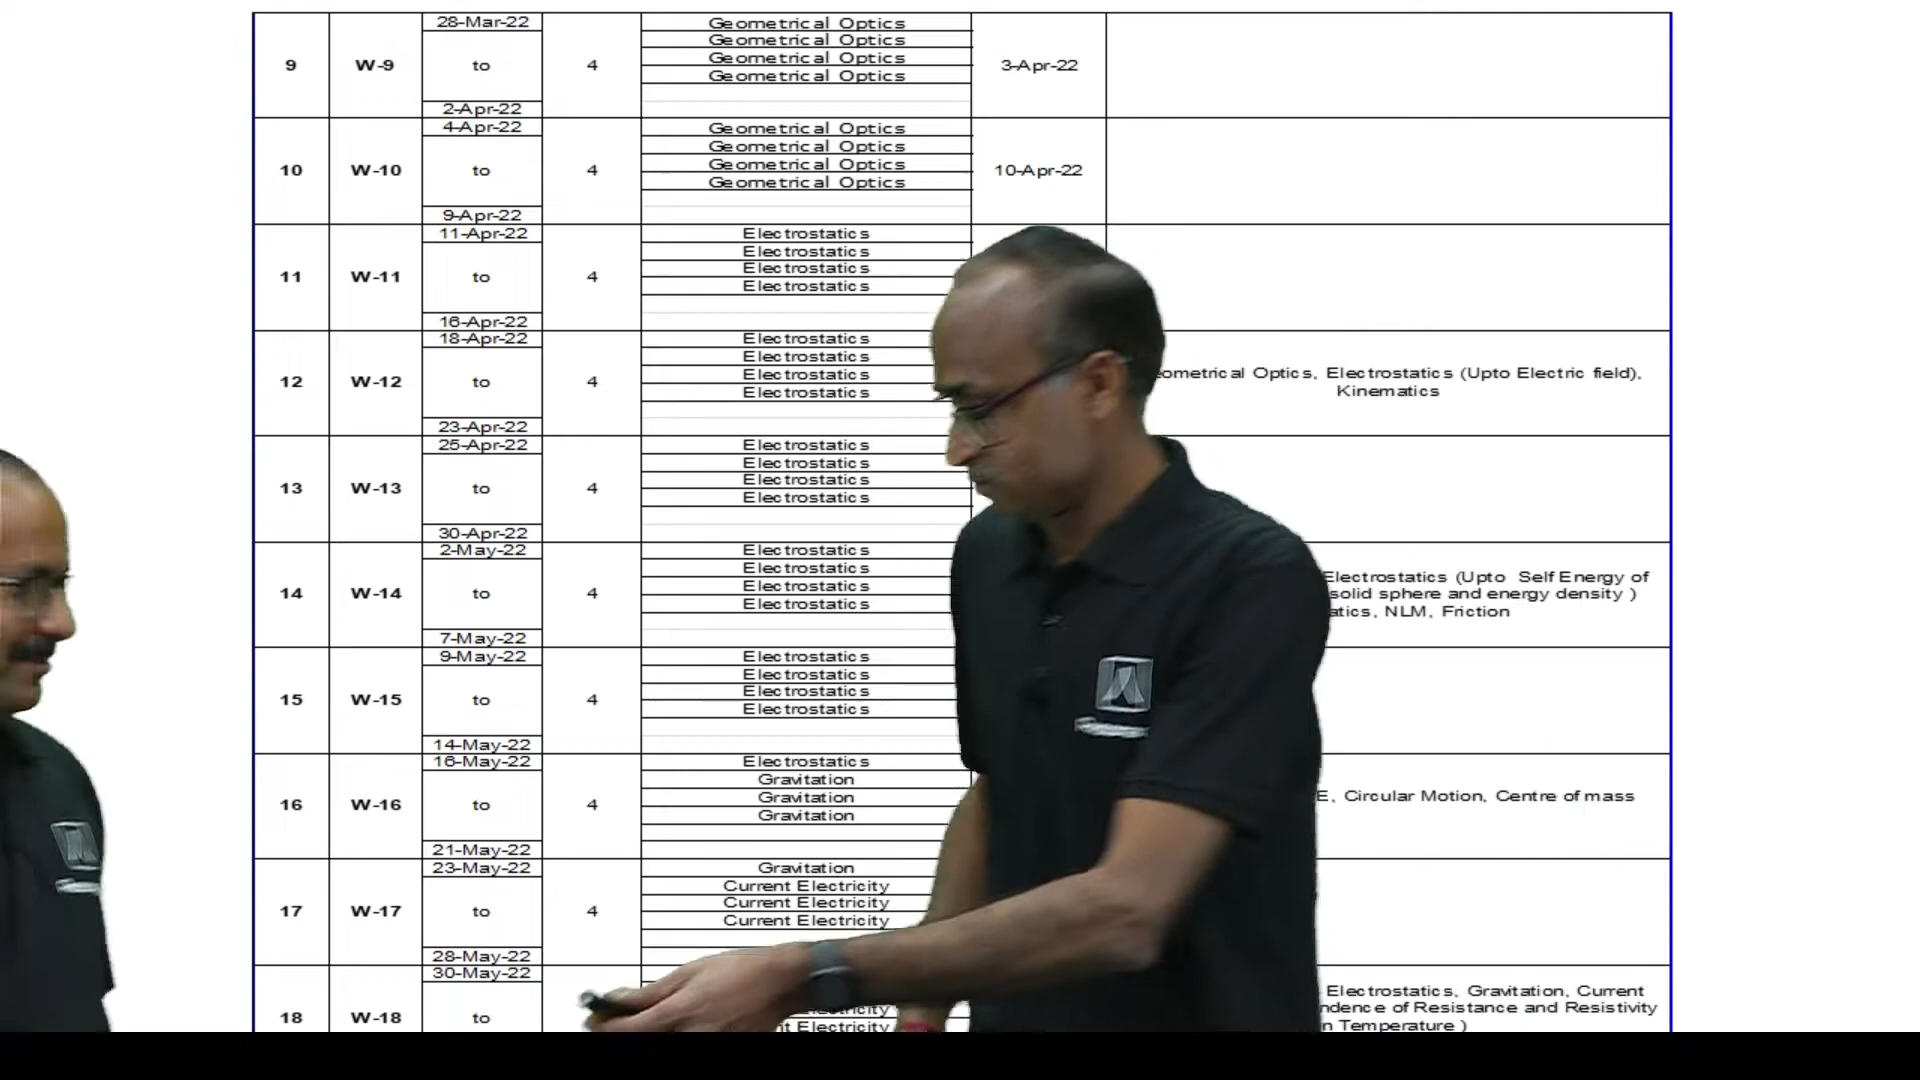 28-Mar-22 Geometrical Optics
Geometrical Optics
9 W-9 to 4 Geometrical Optics 3-Apr-22
Geometrical Optics
2-Apr-22
4-Apr-22 Geometrical Optics
Geometrical Optics
10 W-10 to 4 Geometrical Optics 10-Apr-22
Geometrical Optics
9-Apr-22
11-Apr-22 Electrostatics
Electrostatics
11 W-11 to 4 Electrostatics
Electrostatics
16-Apr-22
18-Apr-22 Electrostatics
Electrostatics
12 W-12 to 4 Electrostatics Optics, Electrostatics (Upto Electric field),
Electrostatics Kinematics
23-Apr-22
25-Apr-22 Electrostatics
Electrostatics
13 W-13 to 4 Electrostatics
Electrostatics
30-Apr-22
2-May-22 Electrostatics
Electrostatics Electrostatics (Upto Self Energy of
14 W-14 to 4 Electrostatics solid sphere and energy density )
Electrostatics NLM, Friction
7-May-22
9-May-22 Electrostatics
Electrostatics
15 W-15 to 4 Electrostatics
Electrostatics
14-May-22
16-May-22 Electrostatics
Gravitation
16 W-16 to 4 Gravitation Circular Motion, Centre of mass
Gravitation
21-May-22
23-May-22 Gravitation
Current Electricity
17 W-17 to 4 Current Electricity
Current Electricity
28-May-22
30-May-22
Electrostatics, Gravitation, Current
18 W-18 to of Resistance and Resistivity
Electricity Temperature )